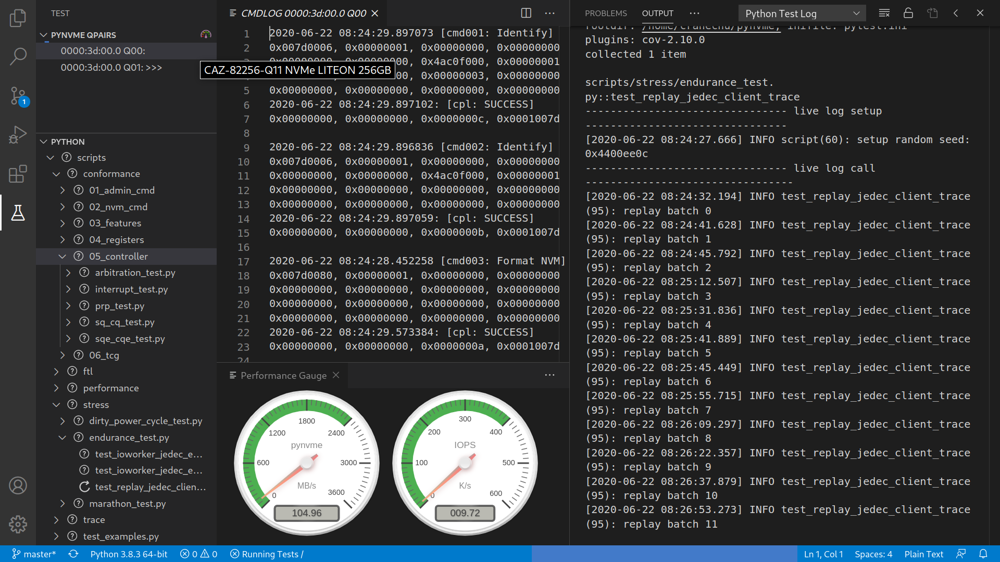 TEST
PYNVME QPAIRS
0000:3d:00.0 Q00:
0000:3d:00.0 Q01: >>>
PYTHON
scripts
conformance
01_admin_cmd
02_nvm_cmd
03_features
04_registers
05_controller
arbitration_test.py
interrupt_test.py
prp_test.py
sq_cq_test.py
sqe_cqe_test.py
06_tcg
ftl
performance
stress
dirty_power_cycle_test.py
endurance_test.py
test_ioworker_jedec_e...
test_ioworker_jedec_e...
test_replay_jedec_clien...
marathon_test.py
trace
test_examples.py
1
CMDLOG 0000:3d:00.0 Q00
CAZ-82256-Q11 NVMe LITEON 256GB
1 2020-06-22 08:24:29.897073 [cmd001: Identify]
2 0x007d0006, 0x00000001, 0x00000000, 0x00000000
00, 0x4ac0f000, 0x00000001
00, 0x00000003, 0x00000000
5 0x00000000, 0x00000000, 0x00000000, 0x00000000
6 2020-06-22 08:24:29.897102: [cpl: SUCCESS]
7 0x00000000, 0x00000000, 0x0000000c, 0x0001007d
8
9 2020-06-22 08:24:29.896836 [cmd002: Identify]
10 0x007d0006, 0x00000001, 0x00000000, 0x00000000
11 0x00000000, 0x00000000, 0x4ac0f000, 0x00000001
12 0x00000000, 0x00000000, 0x00000000, 0x00000000
13 0x00000000, 0x00000000, 0x00000000, 0x00000000
14 2020-06-22 08:24:29.897059: [cpl: SUCCESS]
15 0x00000000, 0x00000000, 0x0000000b, 0x0001007d
16
17 2020-06-22 08:24:28.452258 [cmd003: Format NVM]
18 0x007d0080, 0x00000001, 0x00000000, 0x00000000
19 0x00000000, 0x00000000, 0x00000000, 0x00000000
20 0x00000000, 0x00000000, 0x00000000, 0x00000000
21 0x00000000, 0x00000000, 0x00000000, 0x00000000
22 2020-06-22 08:24:29.573384: [cpl: SUCCESS]
23 0x00000000, 0x00000000, 0x0000000a, 0x0001007d
24
Performance Gauge
0
600
1200
1800
2400
3000
3600
pynvme
MB/s
104.96
0
100
200
300
400
500
600
IOPS
K/s
009.72
PROBLEMS OUTPUT Python Test Log
rootdir: /home/cranechu/pynvme, inifile: pytest.ini
plugins: cov-2.10.0
collected 1 item
scripts/stress/endurance_test.
py::test_replay_jedec_client_trace
-------------------------------- live log setup
--------------------------------
[2020-06-22 08:24:27.666] INFO script(60): setup random seed:
0x4400ee0c
-------------------------------- live log call
---------------------------------
[2020-06-22 08:24:32.194] INFO test_replay_jedec_client_trace
(95): replay batch 0
[2020-06-22 08:24:41.628] INFO test_replay_jedec_client_trace
(95): replay batch 1
[2020-06-22 08:24:45.792] INFO test_replay_jedec_client_trace
(95): replay batch 2
[2020-06-22 08:25:12.507] INFO test_replay_jedec_client_trace
(95): replay batch 3
[2020-06-22 08:25:31.836] INFO test_replay_jedec_client_trace
(95): replay batch 4
[2020-06-22 08:25:41.889] INFO test_replay_jedec_client_trace
(95): replay batch 5
[2020-06-22 08:25:45.449] INFO test_replay_jedec_client_trace
(95): replay batch 6
[2020-06-22 08:25:55.715] INFO test_replay_jedec_client_trace
(95): replay batch 7
[2020-06-22 08:26:09.297] INFO test_replay_jedec_client_trace
(95): replay batch 8
[2020-06-22 08:26:22.357] INFO test_replay_jedec_client_trace
(95): replay batch 9
[2020-06-22 08:26:37.879] INFO test_replay_jedec_client_trace
(95): replay batch 10
[2020-06-22 08:26:53.273] INFO test_replay_jedec_client_trace
(95): replay batch 11
master* Python 3.8.3 64-bit 0 0 Running Tests / Ln 1, Col 1 Spaces: 4 Plain Text